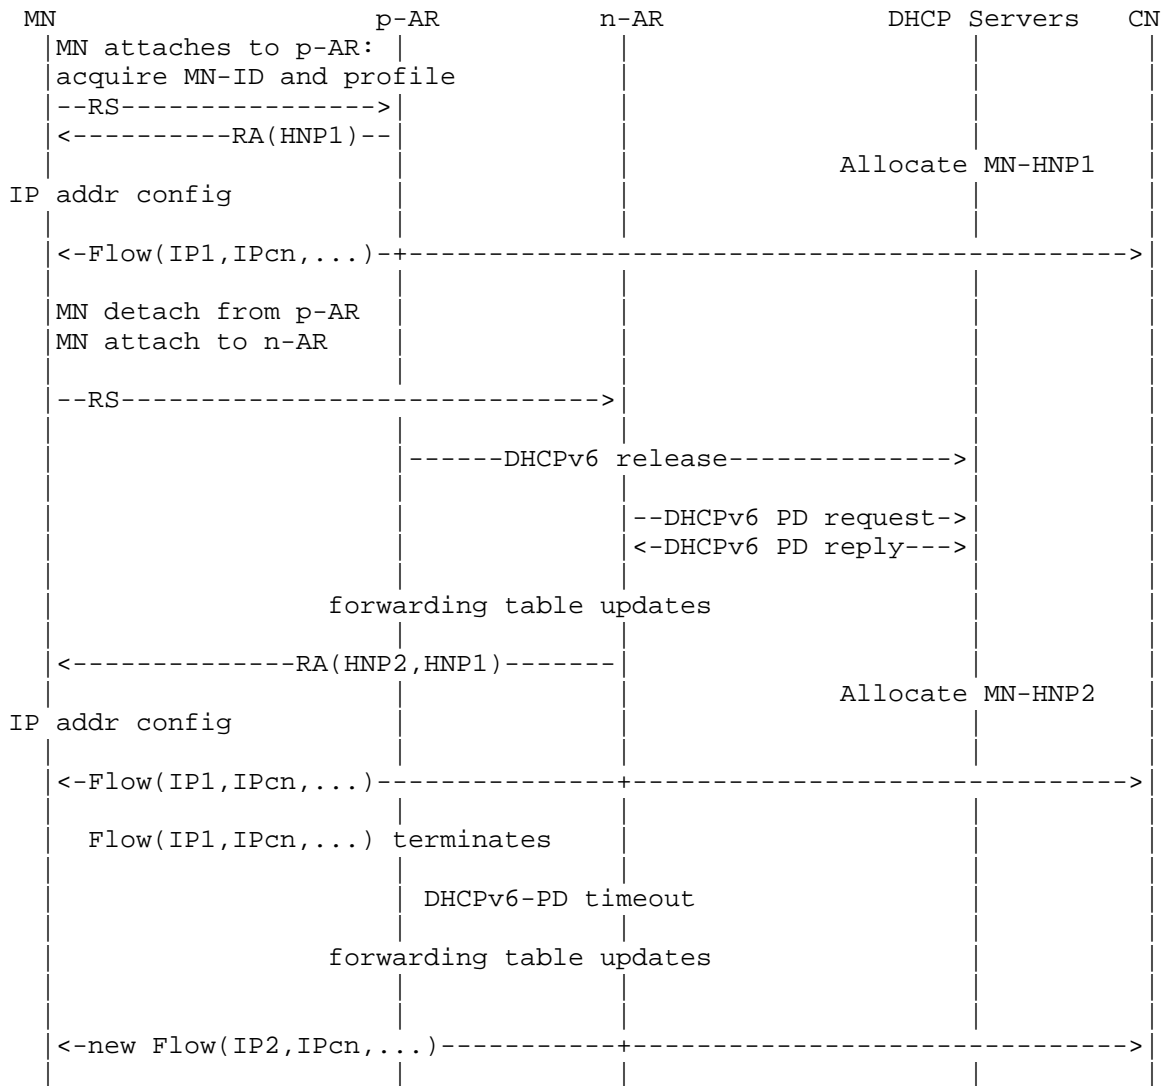 MN p-AR n-AR DHCP Servers CN
|MN attaches to p-AR: | | | |
|acquire MN-ID and profile | | |
|--RS---------------->| | | |
|<----------RA(HNP1)--| | | |
| | | Allocate MN-HNP1 |
IP addr config | | | |
| | | | |
|<-Flow(IP1,IPcn,...)-+--------------------------------------------->|
| | | | |
|MN detach from p-AR | | | |
|MN attach to n-AR | | | |
| | | | |
|--RS------------------------------>| | |
| | | | |
| |------DHCPv6 release-------------->| |
| | | | |
| | |--DHCPv6 PD request->| |
| | |<-DHCPv6 PD reply--->| |
| | | | |
| forwarding table updates | |
| | | | |
|<--------------RA(HNP2,HNP1)-------| | |
| | | Allocate MN-HNP2 |
IP addr config | | | |
| | | | |
|<-Flow(IP1,IPcn,...)---------------+------------------------------->|
| | | | |
| Flow(IP1,IPcn,...) terminates | | |
| | | | |
| | DHCPv6-PD timeout | |
| | | | |
| forwarding table updates | |
| | | | |
| | | | |
|<-new Flow(IP2,IPcn,...)-----------+------------------------------->|
| | | | |